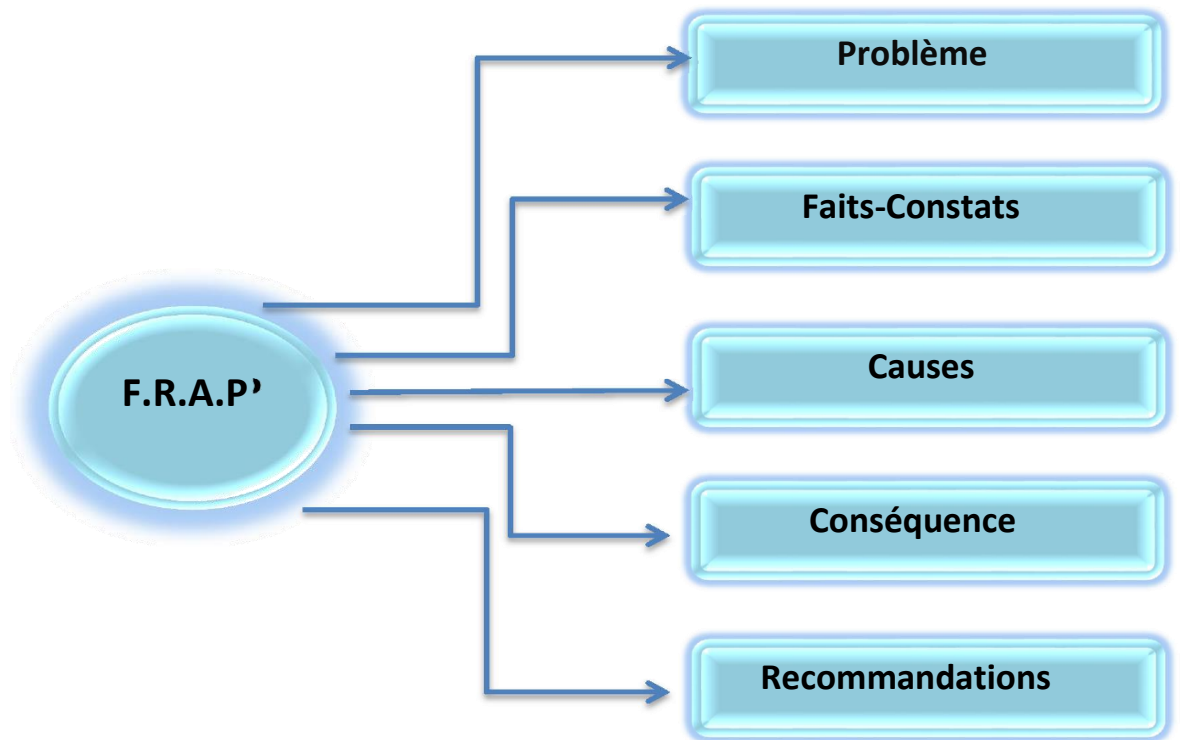 Problème
Faits-Constats
Causes
F.R.A.P’
Conséquence
Recommandations